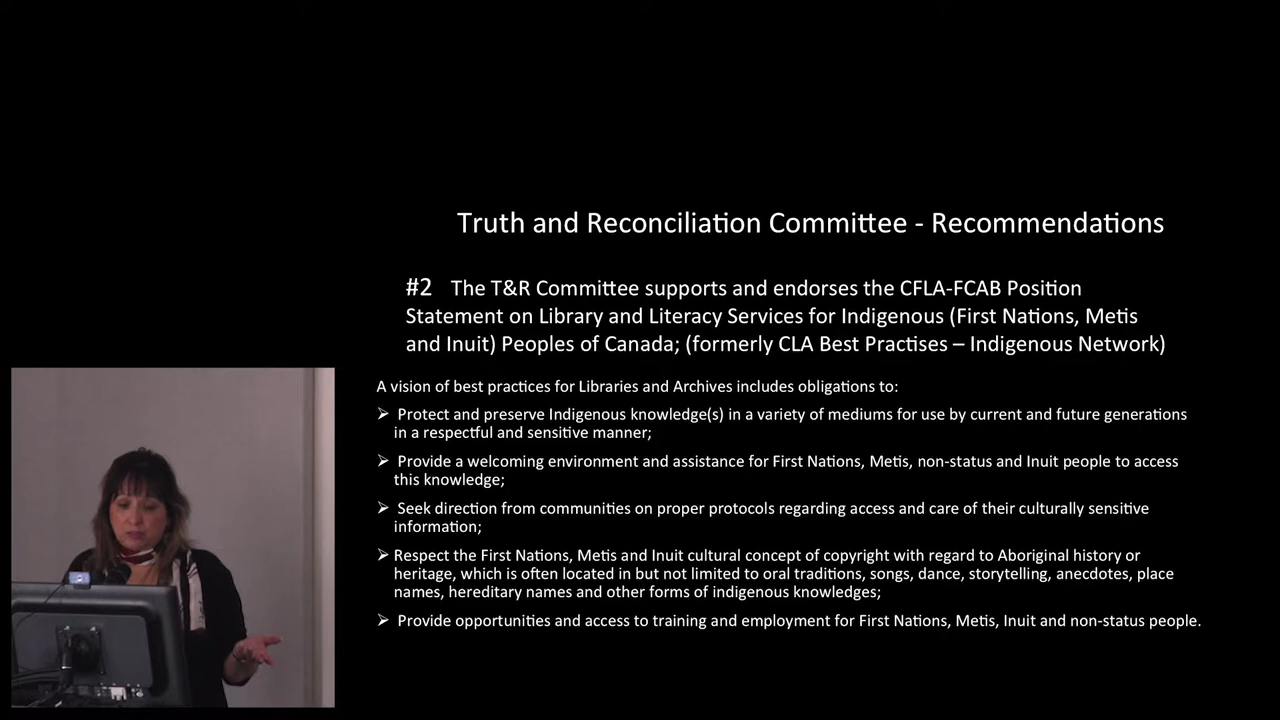 Truth and Reconciliation Committee - Recommendations
#2 The T&R Committee supports and endorses the CFLA-FCAB Position
Statement on Library and Literacy Services for Indigenous (First Nations, Metis
and Inuit) Peoples of Canada; (formerly CLA Best Practises – Indigenous Network)
A vision of best practices for Libraries and Archives includes obligations to:
➢ Protect and preserve Indigenous knowledge(s) in a variety of mediums for use by current and future generations
in a respectful and sensitive manner;
➢ Provide a welcoming environment and assistance for First Nations, Metis, non-status and Inuit people to access
this knowledge;
➢ Seek direction from communities on proper protocols regarding access and care of their culturally sensitive
information;
➢ Respect the First Nations, Metis and Inuit cultural concept of copyright with regard to Aboriginal history or
heritage, which is often located in but not limited to oral traditions, songs, dance, storytelling, anecdotes, place
names, hereditary names and other forms of indigenous knowledges;
➢ Provide opportunities and access to training and employment for First Nations, Metis, Inuit and non-status people.